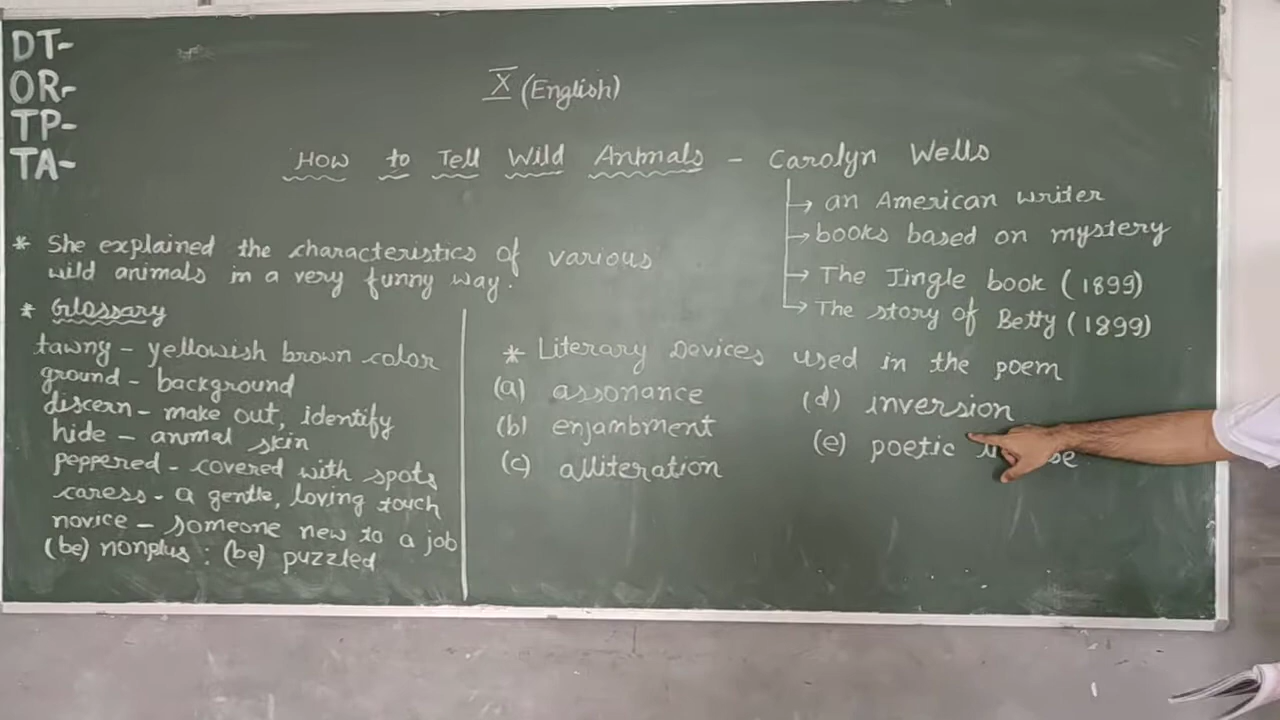 DT-
OR-
TP-
TA-
X (English)
How to Tell Wild Animals - Carolyn Wells
→ an American writer
→ books based on mystery
→ The Jingle book (1899)
→ The story of Betty (1899)
* She explained the characteristics of various
wild animals in a very funny way.
* Glossary
tawny - yellowish brown color
ground - background
discern - make out, identify
hide - animal skin
peppered - covered with spots
caress - a gentle, loving touch
novice - someone new to a job
(be) nonplus : (be) puzzled
* Literary Devices used in the poem
(a) assonance
(b) enjambment
(c) alliteration
(d) inversion
(e) poetic